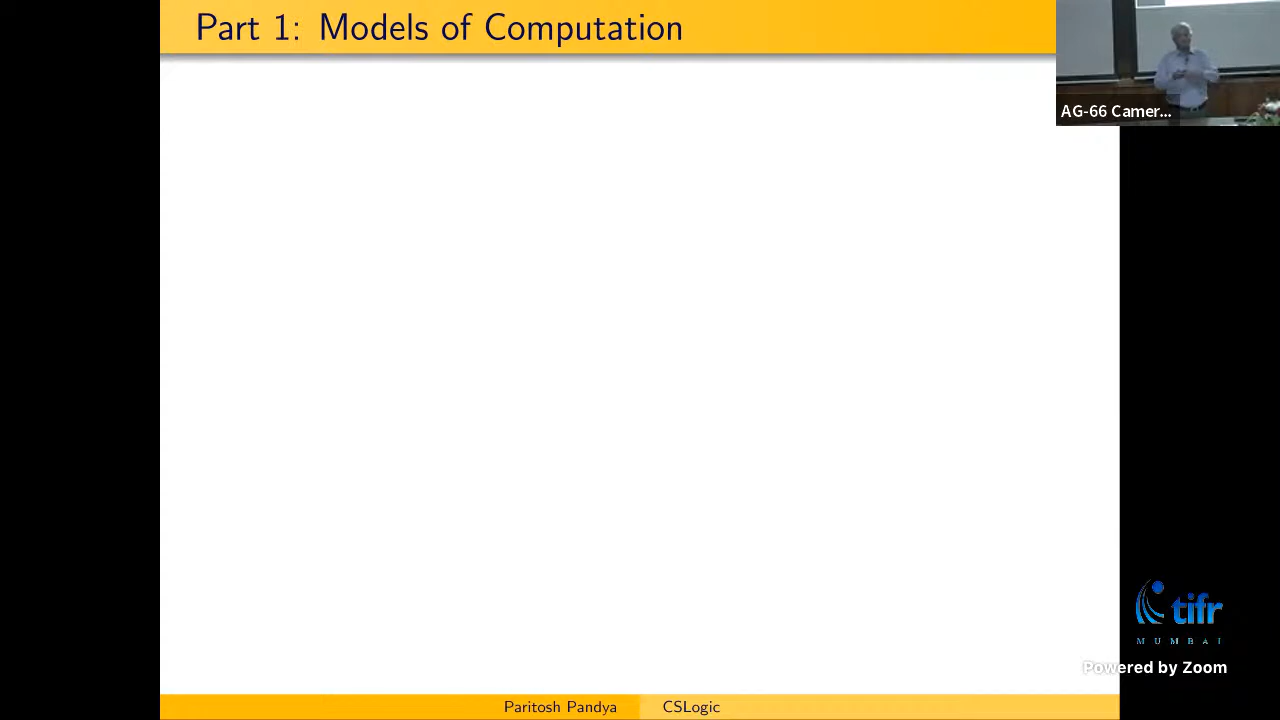 Part 1: Models of Computation
AG-66 Camer...
tifr
MUMBAI
Powered by Zoom
Paritosh Pandya
CSLogic